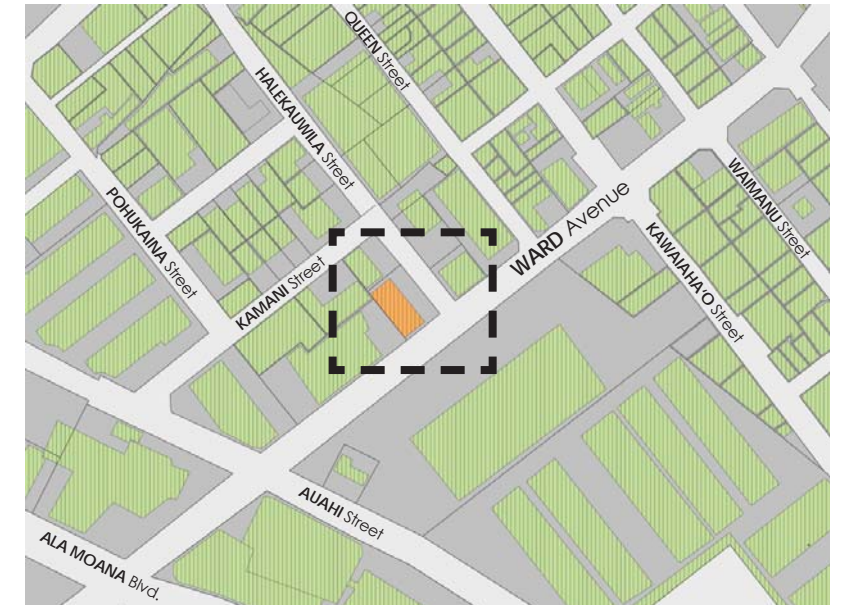 QUEEN Street
HALEKAUWILA Street
POHUKAINA Street
KAMANI Street
WARD Avenue
WAIMANU Street
KAWAIAHA'O Street
AUAHI Street
ALA MOANA Blvd.